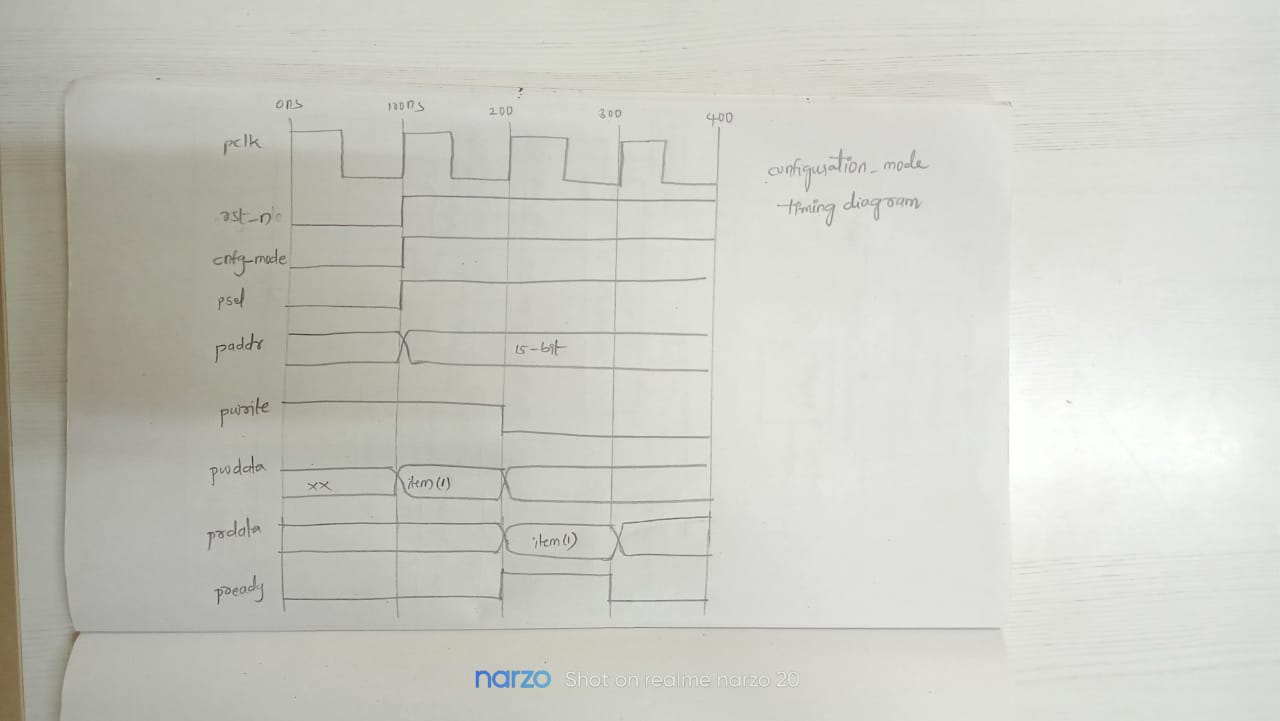 0ns 100ns 200 300 400
pclk
configuration_mode
timing diagram
rst_n
cnfg_mode
psel
paddr 15-bit
pwrite
pwdata xx item(1)
prdata item(1)
pready
narzo Shot on realme narzo 20